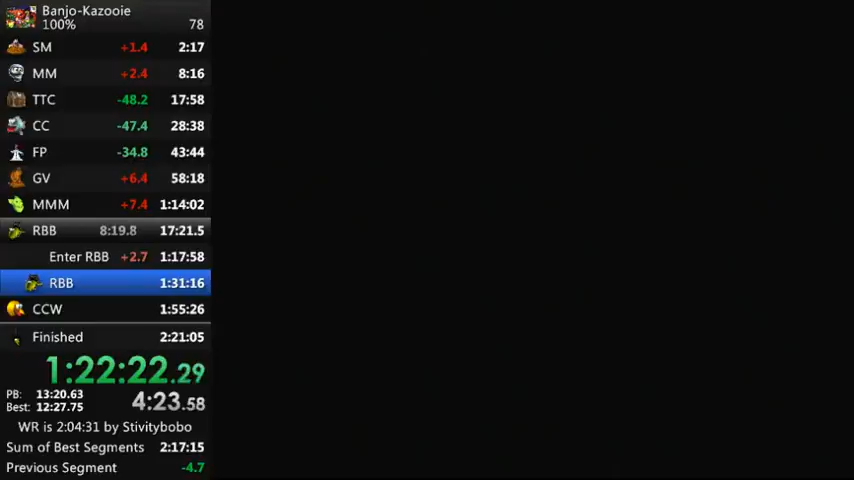 Banjo-Kazooie
100% 78
SM +1.4 2:17
MM +2.4 8:16
TTC -48.2 17:58
CC -47.4 28:38
FP -34.8 43:44
GV +6.4 58:18
MMM +7.4 1:14:02
RBB 8:19.8 17:21.5
Enter RBB +2.7 1:17:58
RBB 1:31:16
CCW 1:55:26
Finished 2:21:05
1:22:22.29
PB: 13:20.63
Best: 12:27.75
4:23.58
WR is 2:04:31 by Stivitybobo
Sum of Best Segments 2:17:15
Previous Segment -4.7